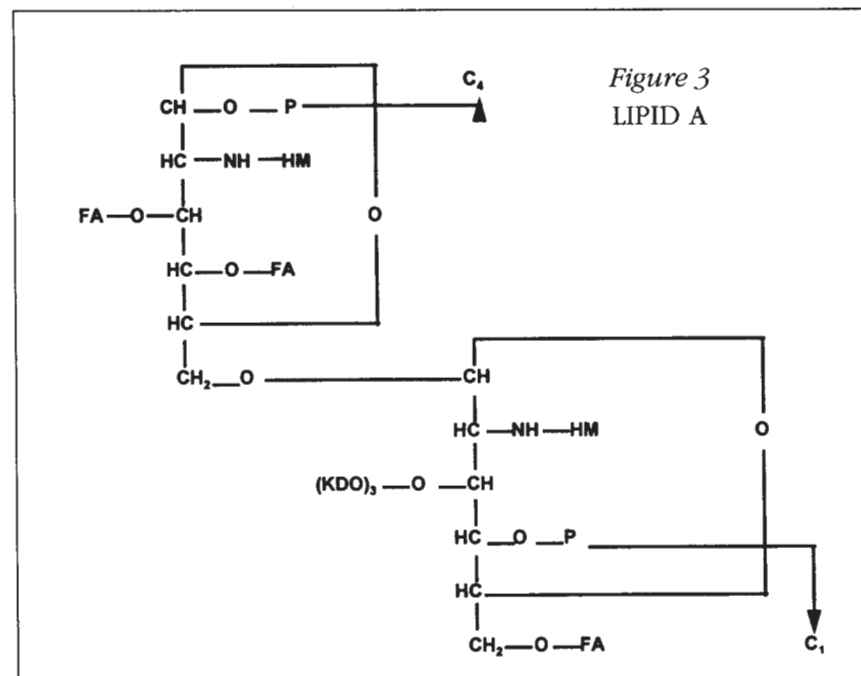 Figure 3
LIPID A
C₄
CH—O—P
HC—NH—HM
FA—O—CH
O
HC—O—FA
HC
CH₂—O
CH
HC—NH—HM
O
(KDO)₃—O—CH
HC—O—P
HC
CH₂—O—FA
C₁